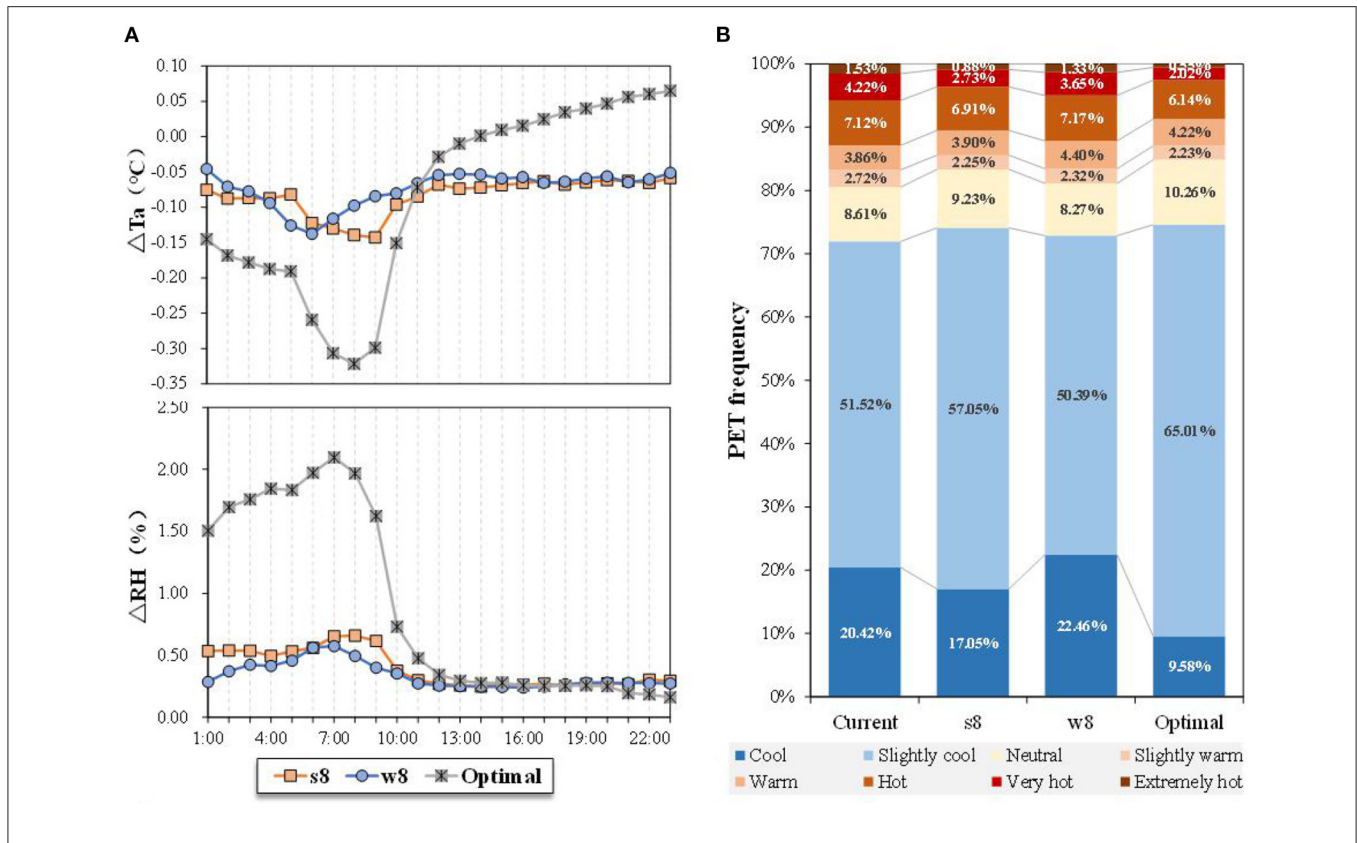 A
0.10
0.05
0.00
-0.05
-0.10
-0.15
-0.20
-0.25
-0.30
-0.35
△Ta (°C)
2.50
2.00
1.50
1.00
0.50
0.00
△RH (%)
1:00 4:00 7:00 10:00 13:00 16:00 19:00 22:00
s8 w8 Optimal
B
100%
90%
80%
70%
60%
50%
40%
30%
20%
10%
0%
PET frequency
1.53% 0.88% 1.33%
4.22% 2.73% 3.65% 2.02%
7.12% 6.91% 7.17% 6.14%
3.86% 3.90% 4.40% 4.22%
2.72% 2.25% 2.32% 2.23%
8.61% 9.23% 8.27% 10.26%
51.52% 57.05% 50.39% 65.01%
20.42% 17.05% 22.46% 9.58%
Current s8 w8 Optimal
Cool Slightly cool Neutral Slightly warm
Warm Hot Very hot Extremely hot